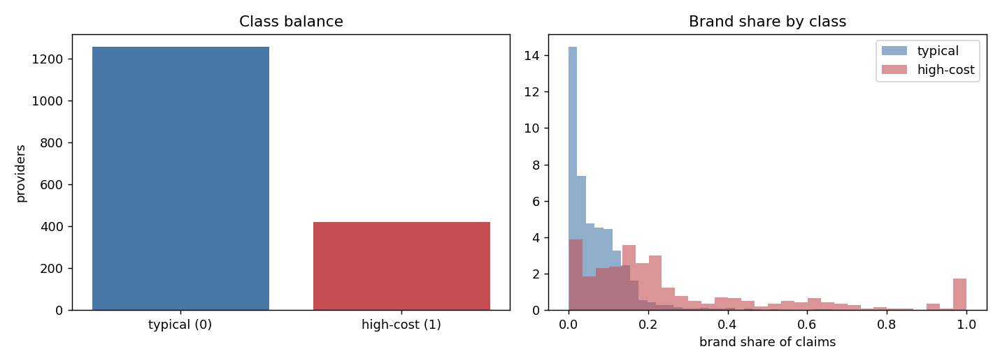 Class balance
1200
1000
800
600
400
200
0
providers
typical (0)
high-cost (1)
Brand share by class
typical
high-cost
14
12
10
8
6
4
2
0
0.0
0.2
0.4
0.6
0.8
1.0
brand share of claims